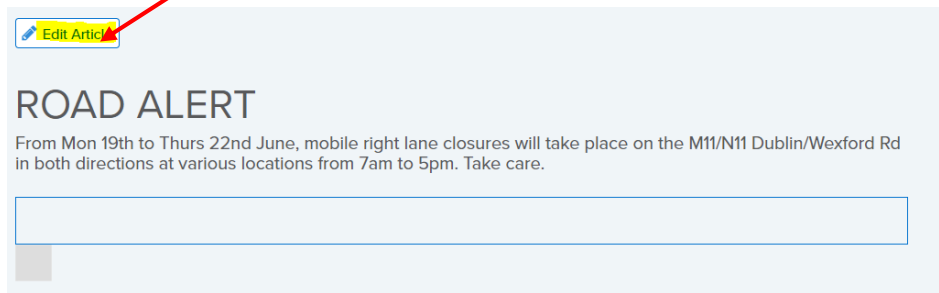 Edit Article
ROAD ALERT
From Mon 19th to Thurs 22nd June, mobile right lane closures will take place on the M11/N11 Dublin/Wexford Rd
in both directions at various locations from 7am to 5pm. Take care.